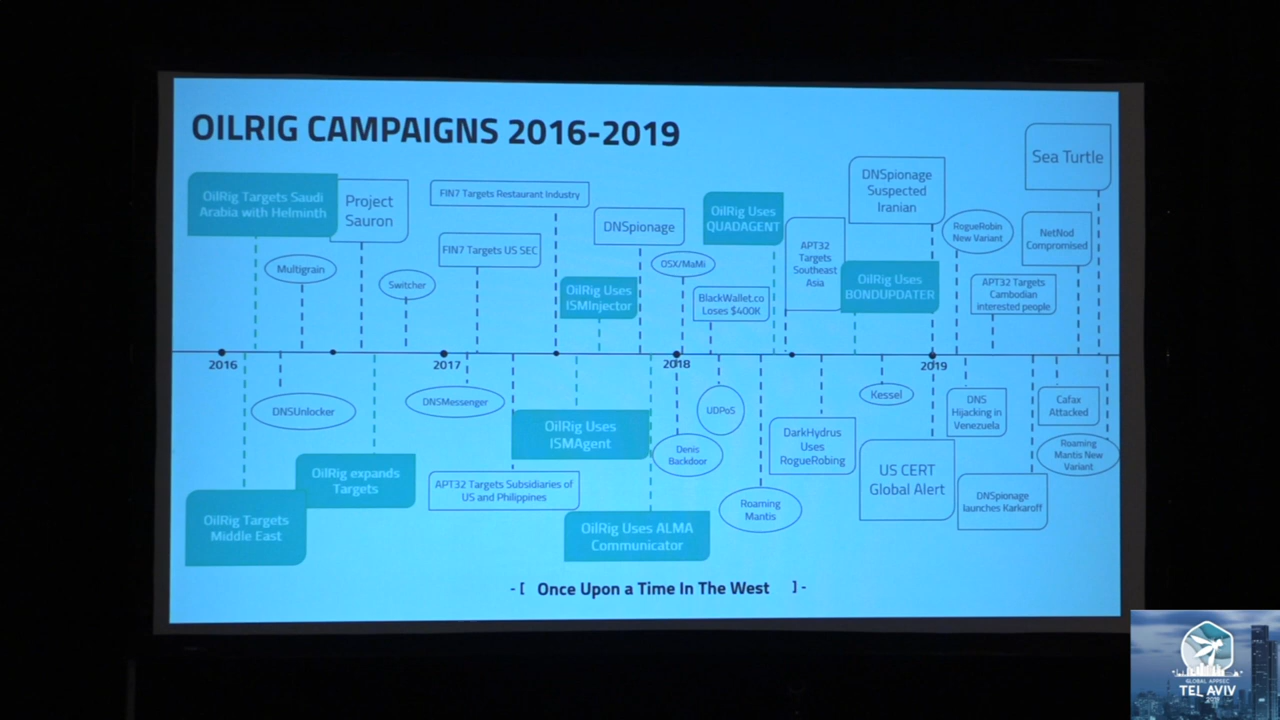 OILRIG CAMPAIGNS 2016-2019
Sea Turtle
OilRig Targets Saudi
Arabia with Helminth
Project
Sauron
FIN7 Targets Restaurant Industry
DNSpionage
OilRig Uses
QUADAGENT
DNSpionage
Suspected
Iranian
RogueRobin
New Variant
NetNod
Compromised
Multigrain
Switcher
FIN7 Targets US SEC
OilRig Uses
ISMInjector
OSX/MaMi
BlackWallet.co
Loses $400K
APT32
Targets
Southeast
Asia
OilRig Uses
BONDUPDATER
APT32 Targets
Cambodian
interested people
2016
2017
2018
2019
DNSUnlocker
DNSMessenger
OilRig Uses
ISMAgent
UDPoS
Kessel
DNS
Hijacking in
Venezuela
Cafax
Attacked
OilRig expands
Targets
APT32 Targets Subsidiaries of
US and Philippines
Denis
Backdoor
DarkHydrus
Uses
RogueRobing
US CERT
Global Alert
Roaming
Mantis New
Variant
OilRig Targets
Middle East
OilRig Uses ALMA
Communicator
Roaming
Mantis
DNSpionage
launches Karkaroff
-[ Once Upon a Time In The West ]-
GLOBAL APPSEC
TEL AVIV